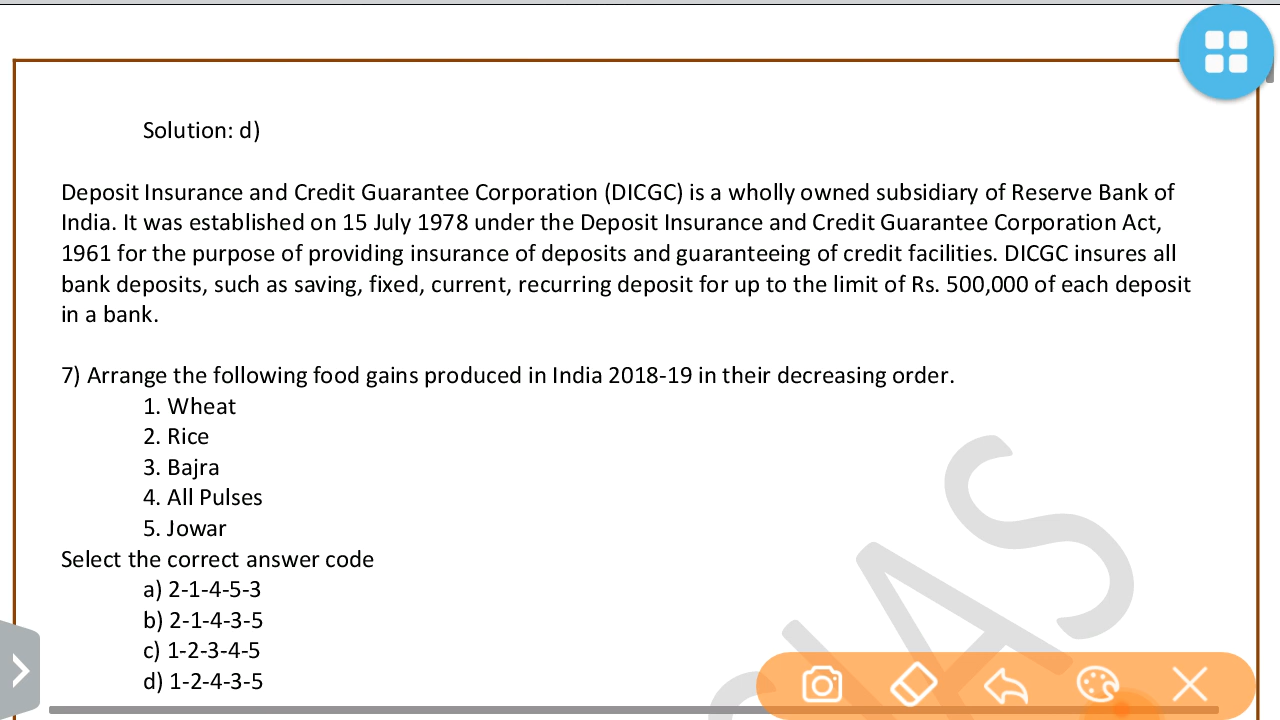 Solution: d)
Deposit Insurance and Credit Guarantee Corporation (DICGC) is a wholly owned subsidiary of Reserve Bank of
India. It was established on 15 July 1978 under the Deposit Insurance and Credit Guarantee Corporation Act,
1961 for the purpose of providing insurance of deposits and guaranteeing of credit facilities. DICGC insures all
bank deposits, such as saving, fixed, current, recurring deposit for up to the limit of Rs. 500,000 of each deposit
in a bank.
7) Arrange the following food gains produced in India 2018-19 in their decreasing order.
1. Wheat
2. Rice
3. Bajra
4. All Pulses
5. Jowar
Select the correct answer code
a) 2-1-4-5-3
b) 2-1-4-3-5
c) 1-2-3-4-5
d) 1-2-4-3-5
IAS